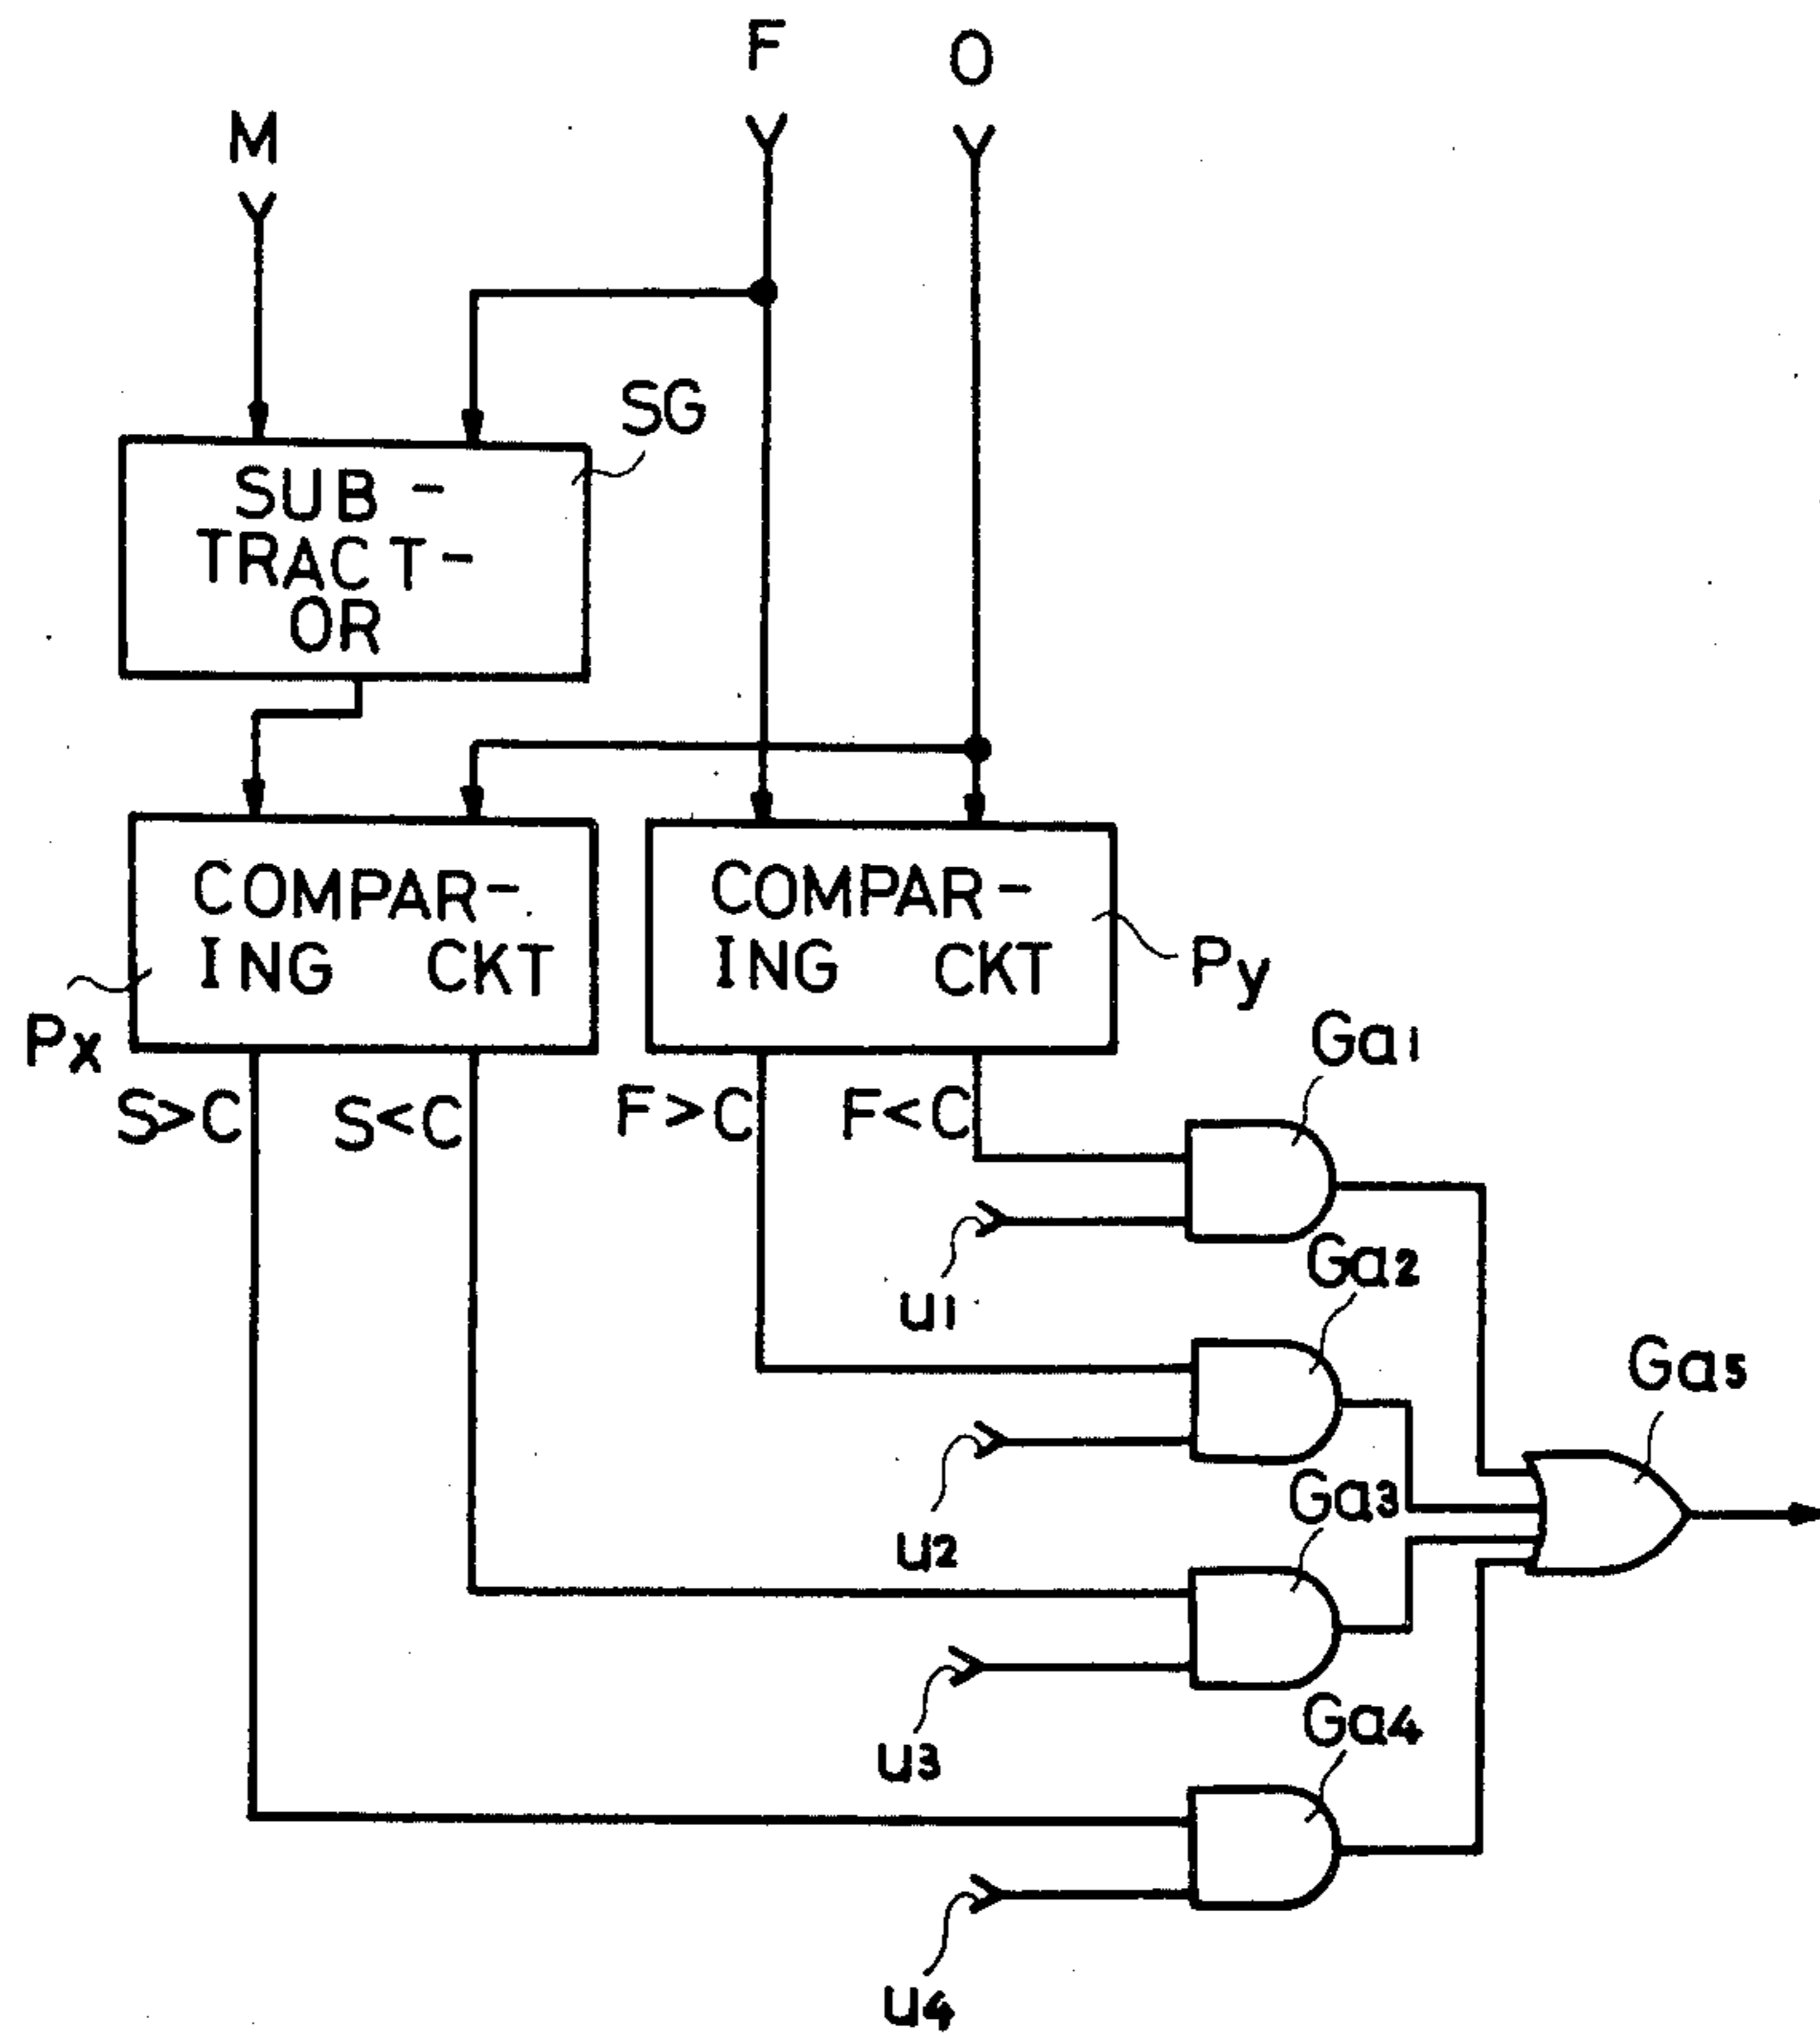 F
O
M
SG
SUB-
TRACT-
OR
COMPAR-
ING CKT
COMPAR-
ING CKT
Px
Py
S>C
S<C
F>C
F<C
Ga1
u1
Ga2
u2
Ga3
u3
Ga4
u4
Ga5